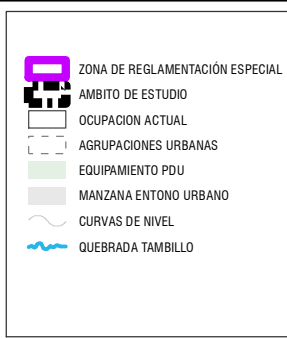 ZONA DE REGLAMENTACIÓN ESPECIAL
AMBITO DE ESTUDIO
OCUPACION ACTUAL
AGRUPACIONES URBANAS
EQUIPAMIENTO PDU
MANZANA ENTONO URBANO
CURVAS DE NIVEL
QUEBRADA TAMBILLO